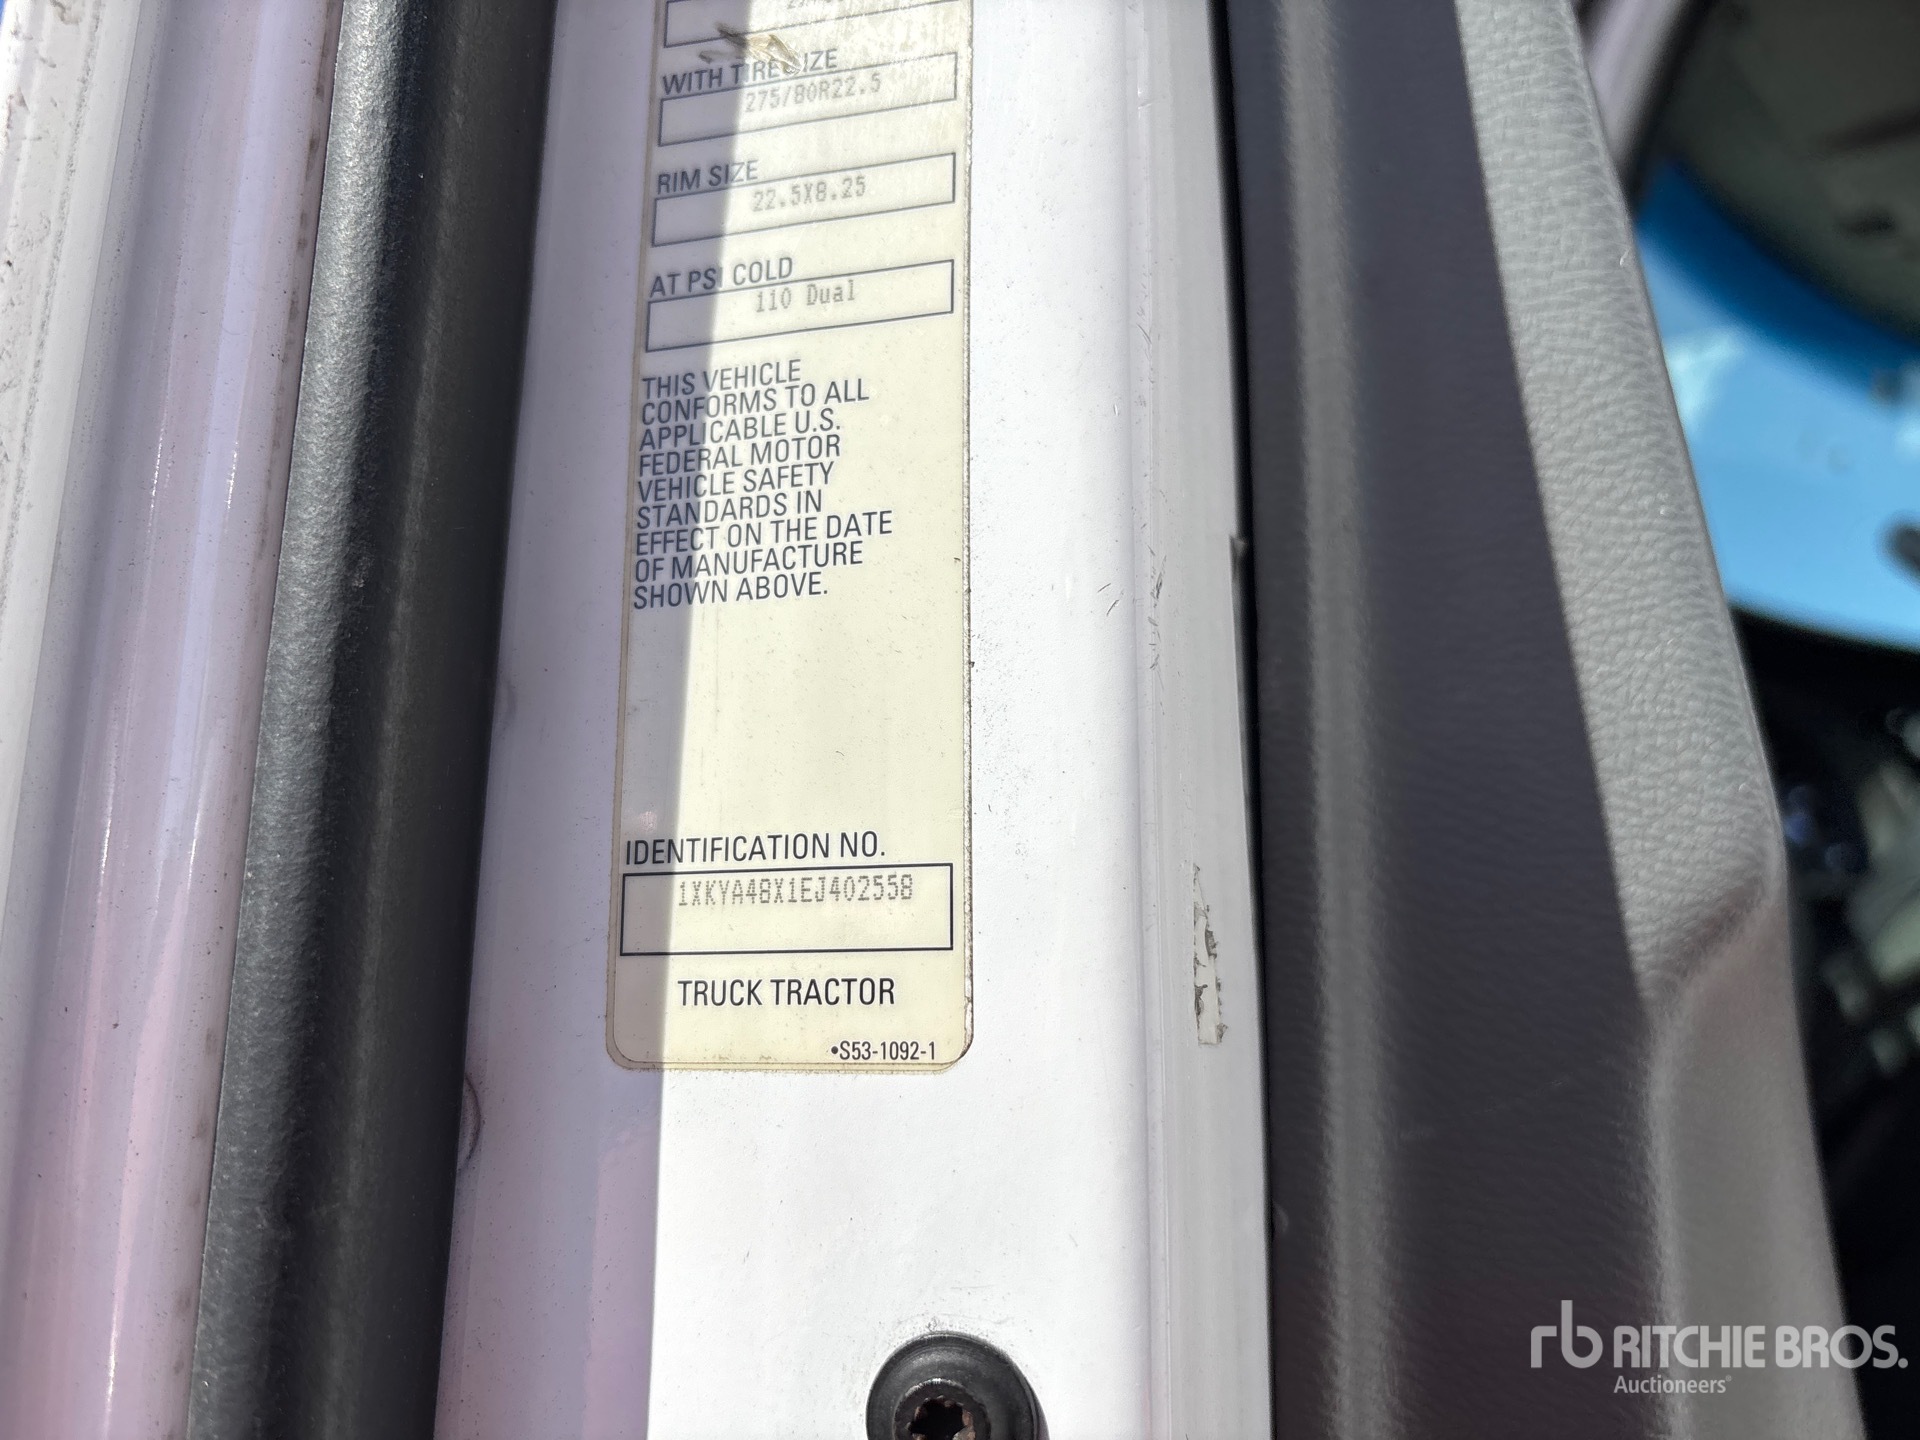 WITH TIRE SIZE
275/80R22.5
RIM SIZE
22.5X8.25
AT PSI COLD
110 Dual
THIS VEHICLE
CONFORMS TO ALL
APPLICABLE U.S.
FEDERAL MOTOR
VEHICLE SAFETY
STANDARDS IN
EFFECT ON THE DATE
OF MANUFACTURE
SHOWN ABOVE.
IDENTIFICATION NO.
1XKYA48X1EJ402558
TRUCK TRACTOR
•S53-1092-1
rb RITCHIE BROS.
Auctioneers